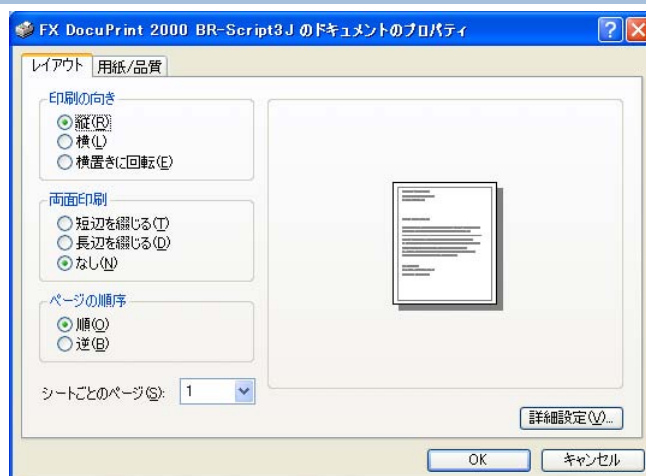 FX DocuPrint 2000 BR-Script3J のドキュメントのプロパティ
レイアウト 用紙/品質
印刷の向き
縦(R)
横(L)
横置きに回転(E)
両面印刷
短辺を綴じる(T)
長辺を綴じる(D)
なし(N)
ページの順序
順(O)
逆(B)
シートごとのページ(S): 1
詳細設定(V)...
OK キャンセル